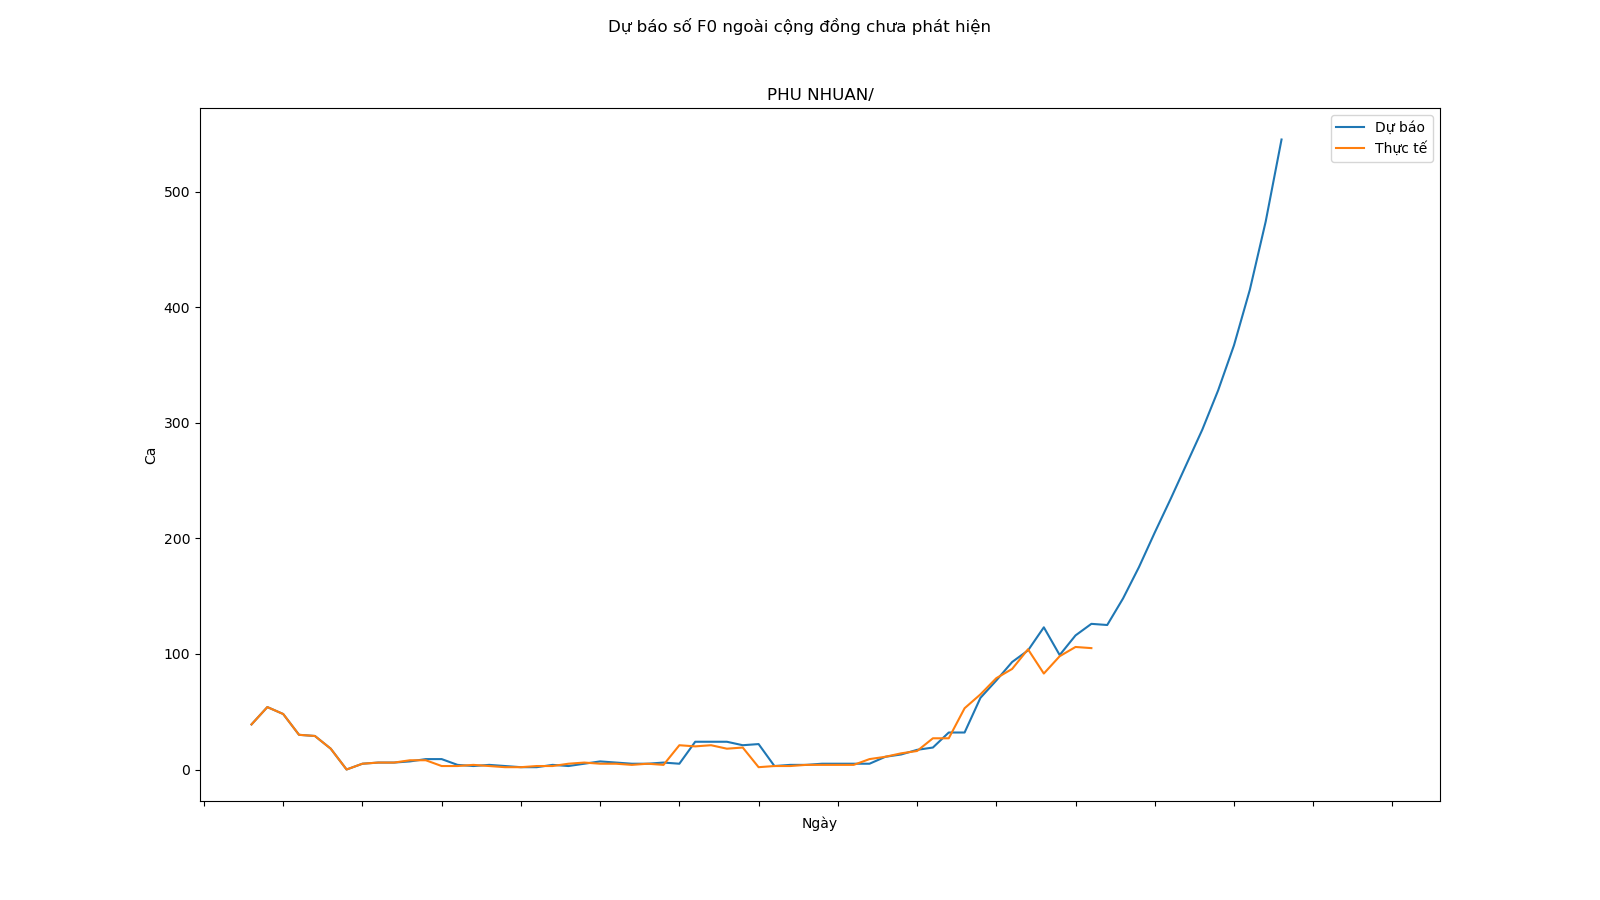 Dự báo số F0 ngoài cộng đồng chưa phát hiện
PHU NHUAN/
Dự báo
Thực tế
500
400
300
200
100
0
Ca
Ngày